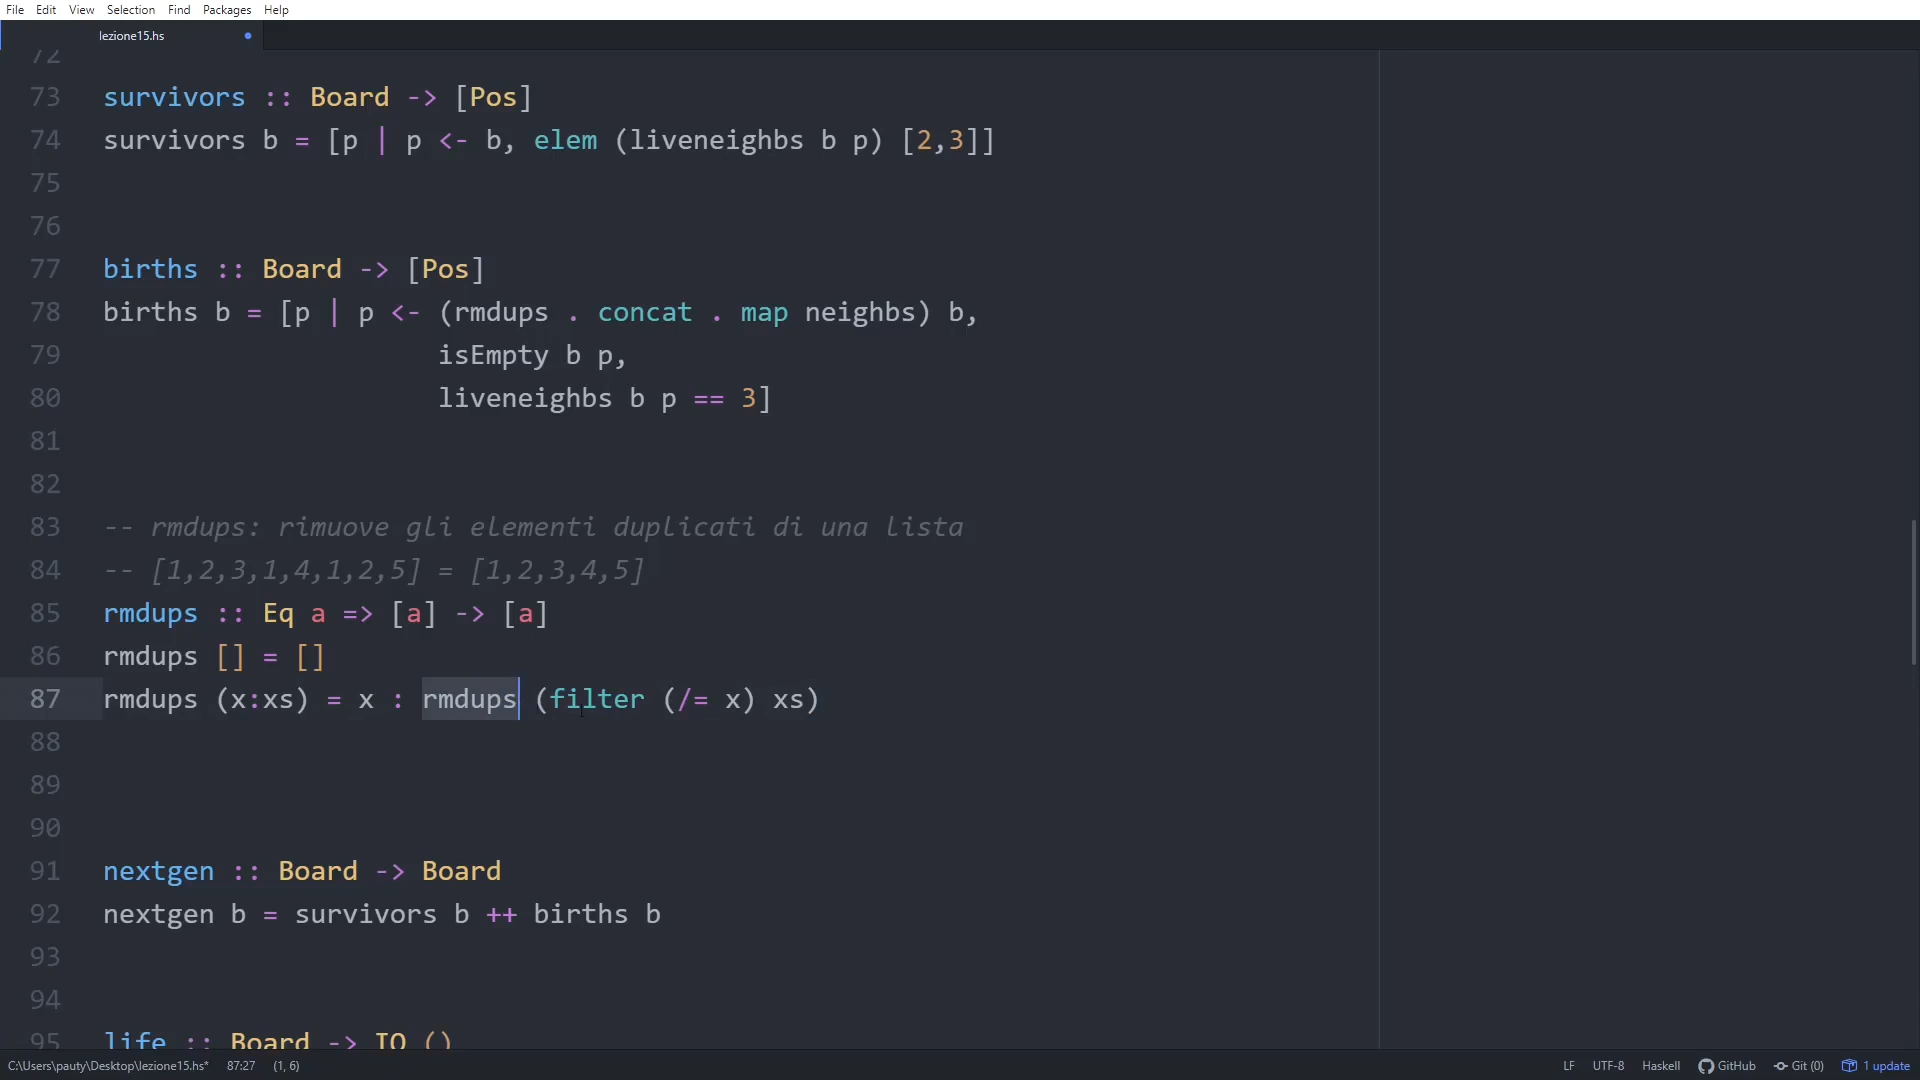 File Edit View Selection Find Packages Help
lezione15.hs
72
73 survivors :: Board -> [Pos]
74 survivors b = [p | p <- b, elem (liveneighbs b p) [2,3]]
75
76
77 births :: Board -> [Pos]
78 births b = [p | p <- (rmdups . concat . map neighbs) b,
79 isEmpty b p,
80 liveneighbs b p == 3]
81
82
83 -- rmdups: rimuove gli elementi duplicati di una lista
84 -- [1,2,3,1,4,1,2,5] = [1,2,3,4,5]
85 rmdups :: Eq a => [a] -> [a]
86 rmdups [] = []
87 rmdups (x:xs) = x : rmdups (filter (/= x) xs)
88
89
90
91 nextgen :: Board -> Board
92 nextgen b = survivors b ++ births b
93
94
95 life :: Board -> IO ()
C:\Users\pauty\Desktop\lezione15.hs* 87:27 (1, 6) LF UTF-8 Haskell GitHub Git (0) 1 update